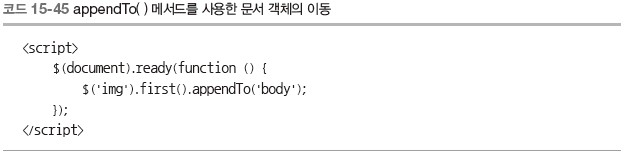 코드 15-45 appendTo( ) 메서드를 사용한 문서 객체의 이동
<script>
    $(document).ready(function () {
        $('img').first().appendTo('body');
    });
</script>